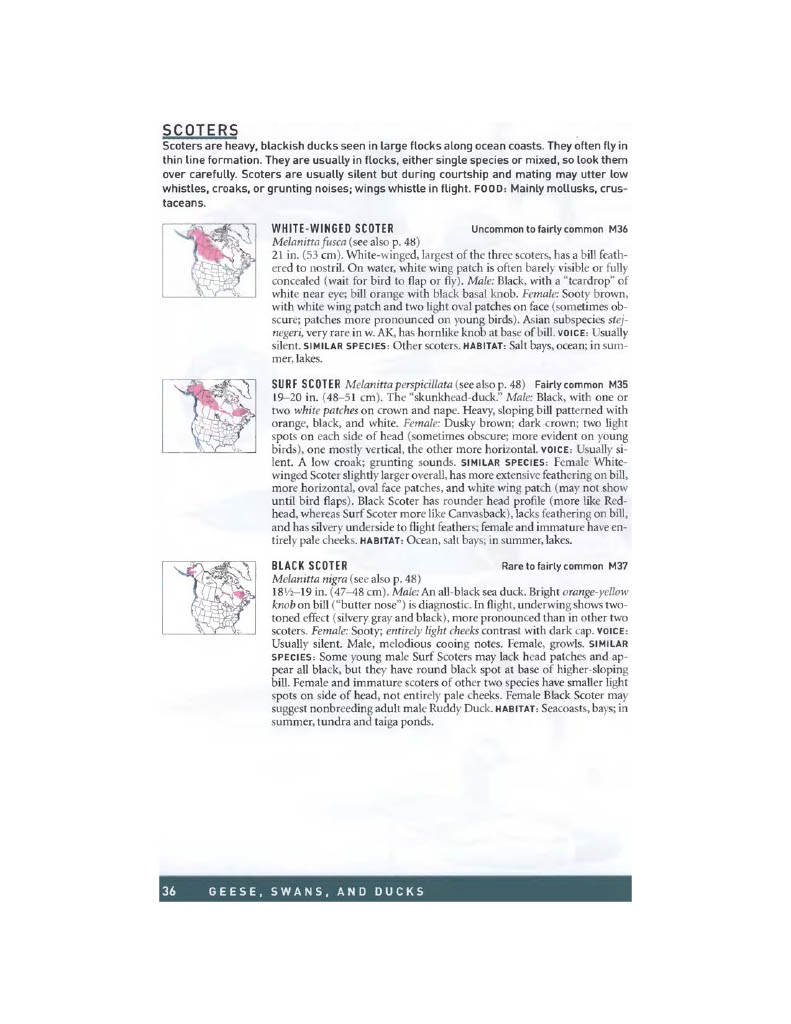 SCOTERS
Scoters are heavy, blackish ducks seen in large flocks along ocean coasts. They often fly in
thin line formation. They are usually in flocks, either single species or mixed, so look them
over carefully. Scoters are usually silent but during courtship and mating may utter low
whistles, croaks, or grunting noises; wings whistle in flight. FOOD: Mainly mollusks, crus-
taceans.
WHITE-WINGED SCOTER Uncommon to fairly common M36
Melanitta fusca (see also p. 48)
21 in. (53 cm). White-winged, largest of the three scoters, has a bill feath-
ered to nostril. On water, white wing patch is often barely visible or fully
concealed (wait for bird to flap or fly). Male: Black, with a "teardrop" of
white near eye; bill orange with black basal knob. Female: Sooty brown,
with white wing patch and two light oval patches on face (sometimes ob-
scure; patches more pronounced on young birds). Asian subspecies stej-
negeri, very rare in w. AK, has hornlike knob at base of bill. VOICE: Usually
silent. SIMILAR SPECIES: Other scoters. HABITAT: Salt bays, ocean; in sum-
mer, lakes.
SURF SCOTER Melanitta perspicillata (see also p. 48) Fairly common M35
19–20 in. (48–51 cm). The "skunkhead-duck." Male: Black, with one or
two white patches on crown and nape. Heavy, sloping bill patterned with
orange, black, and white. Female: Dusky brown; dark crown; two light
spots on each side of head (sometimes obscure; more evident on young
birds), one mostly vertical, the other more horizontal. VOICE: Usually si-
lent. A low croak; grunting sounds. SIMILAR SPECIES: Female White-
winged Scoter slightly larger overall, has more extensive feathering on bill,
more horizontal, oval face patches, and white wing patch (may not show
until bird flaps). Black Scoter has rounder head profile (more like Red-
head, whereas Surf Scoter more like Canvasback), lacks feathering on bill,
and has silvery underside to flight feathers; female and immature have en-
tirely pale cheeks. HABITAT: Ocean, salt bays; in summer, lakes.
BLACK SCOTER Rare to fairly common M37
Melanitta nigra (see also p. 48)
18½–19 in. (47–48 cm). Male: An all-black sea duck. Bright orange-yellow
knob on bill ("butter nose") is diagnostic. In flight, underwing shows two-
toned effect (silvery gray and black), more pronounced than in other two
scoters. Female: Sooty; entirely light cheeks contrast with dark cap. VOICE:
Usually silent. Male, melodious cooing notes. Female, growls. SIMILAR
SPECIES: Some young male Surf Scoters may lack head patches and ap-
pear all black, but they have round black spot at base of higher-sloping
bill. Female and immature scoters of other two species have smaller light
spots on side of head, not entirely pale cheeks. Female Black Scoter may
suggest nonbreeding adult male Ruddy Duck. HABITAT: Seacoasts, bays; in
summer, tundra and taiga ponds.
36 GEESE, SWANS, AND DUCKS